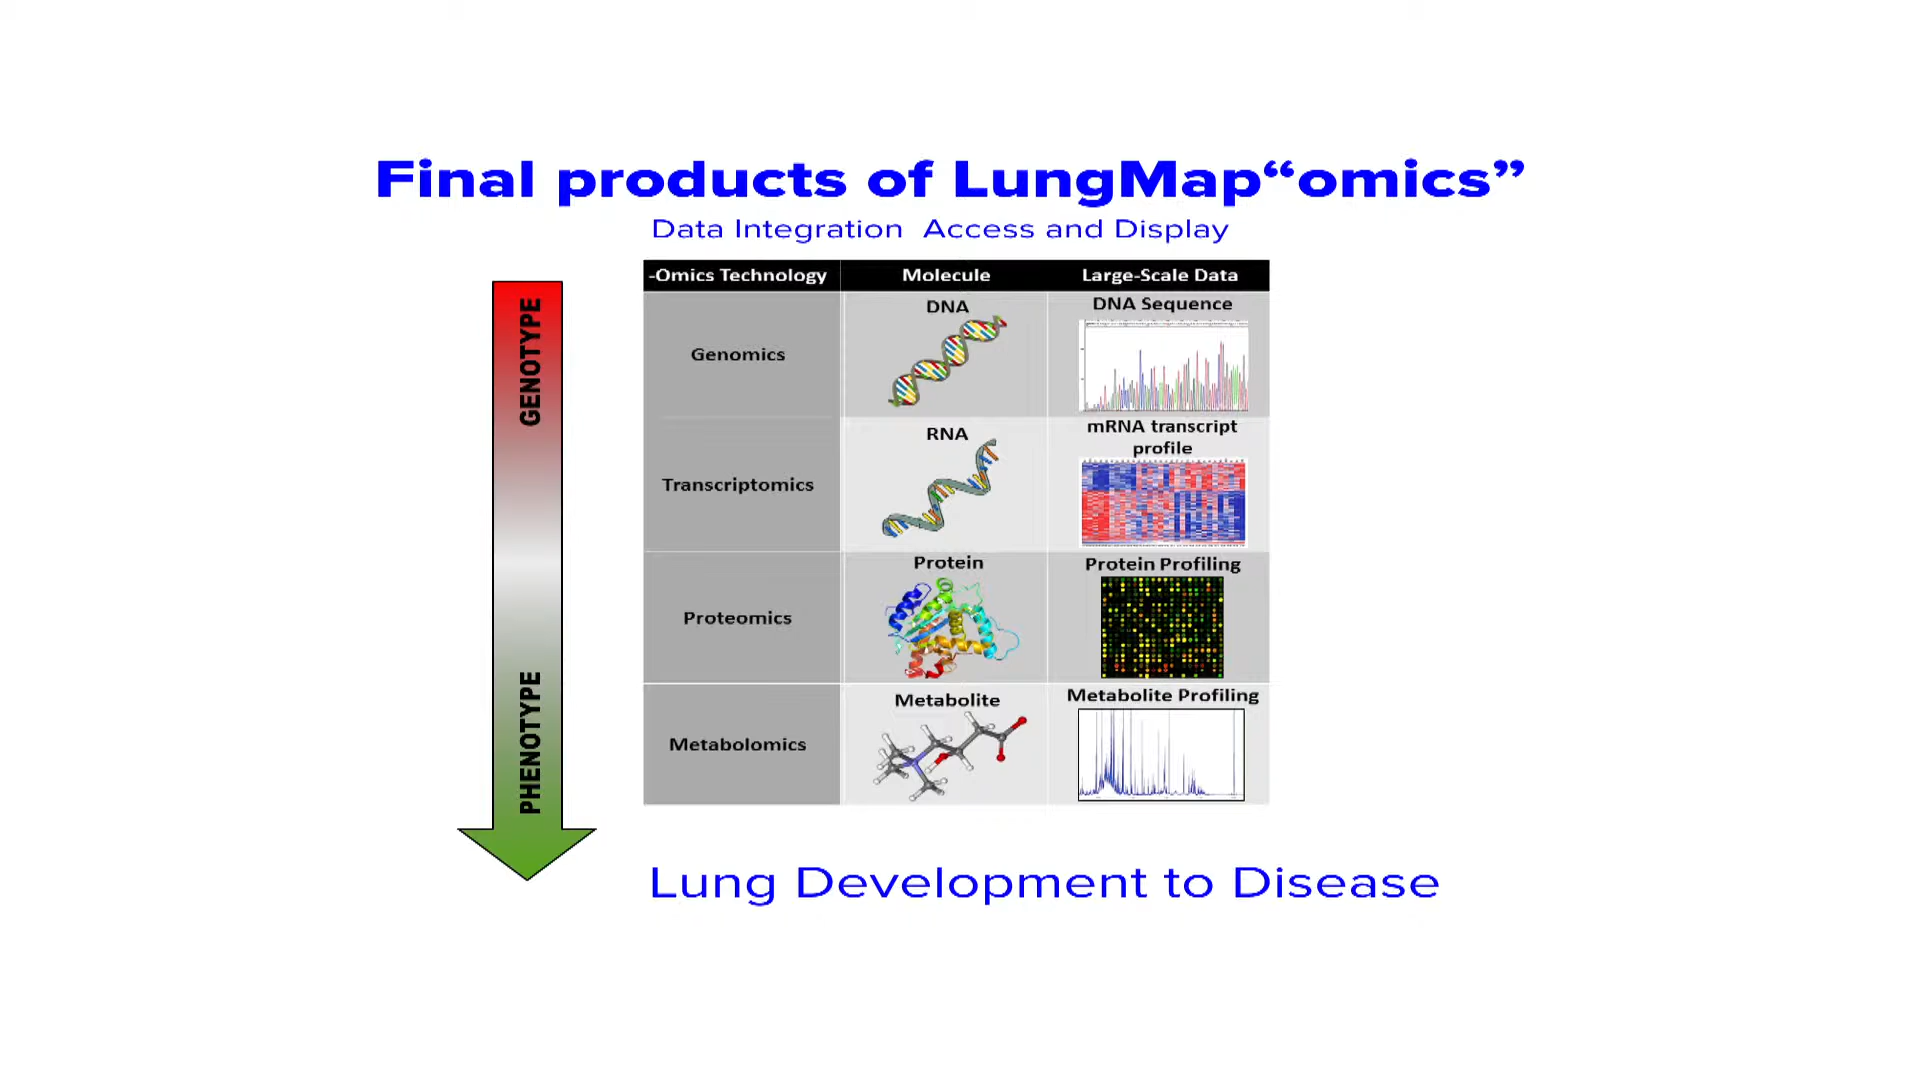 Final products of LungMap“omics”
Data Integration  Access and Display
GENOTYPE
PHENOTYPE
-Omics Technology Molecule Large-Scale Data
Genomics DNA DNA Sequence
Transcriptomics RNA mRNA transcript
profile
Proteomics Protein Protein Profiling
Metabolomics Metabolite Metabolite Profiling
Lung Development to Disease